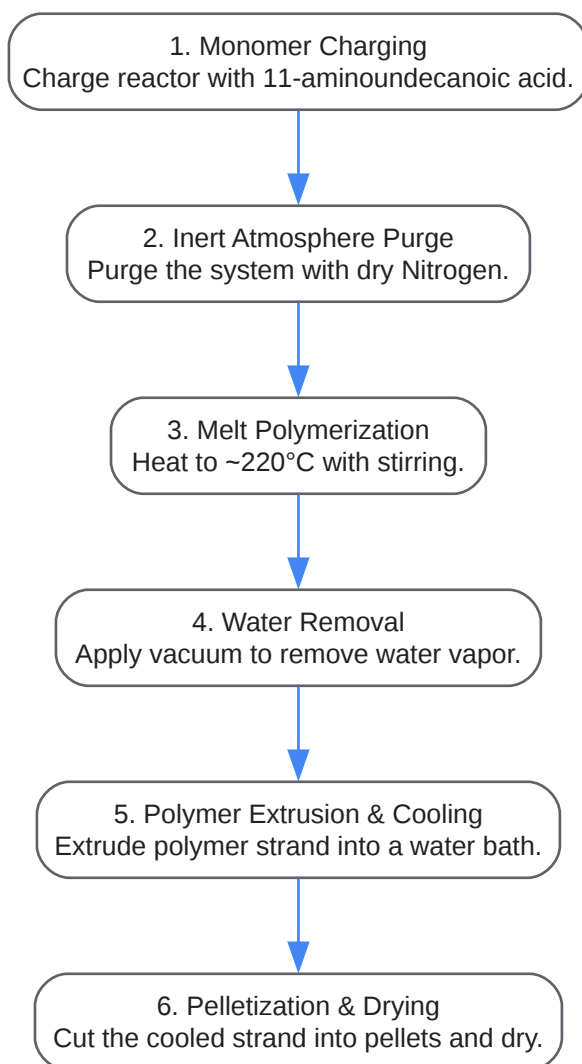 1. Monomer Charging
Charge reactor with 11-aminoundecanoic acid.
2. Inert Atmosphere Purge
Purge the system with dry Nitrogen.
3. Melt Polymerization
Heat to ~220°C with stirring.
4. Water Removal
Apply vacuum to remove water vapor.
5. Polymer Extrusion & Cooling
Extrude polymer strand into a water bath.
6. Pelletization & Drying
Cut the cooled strand into pellets and dry.